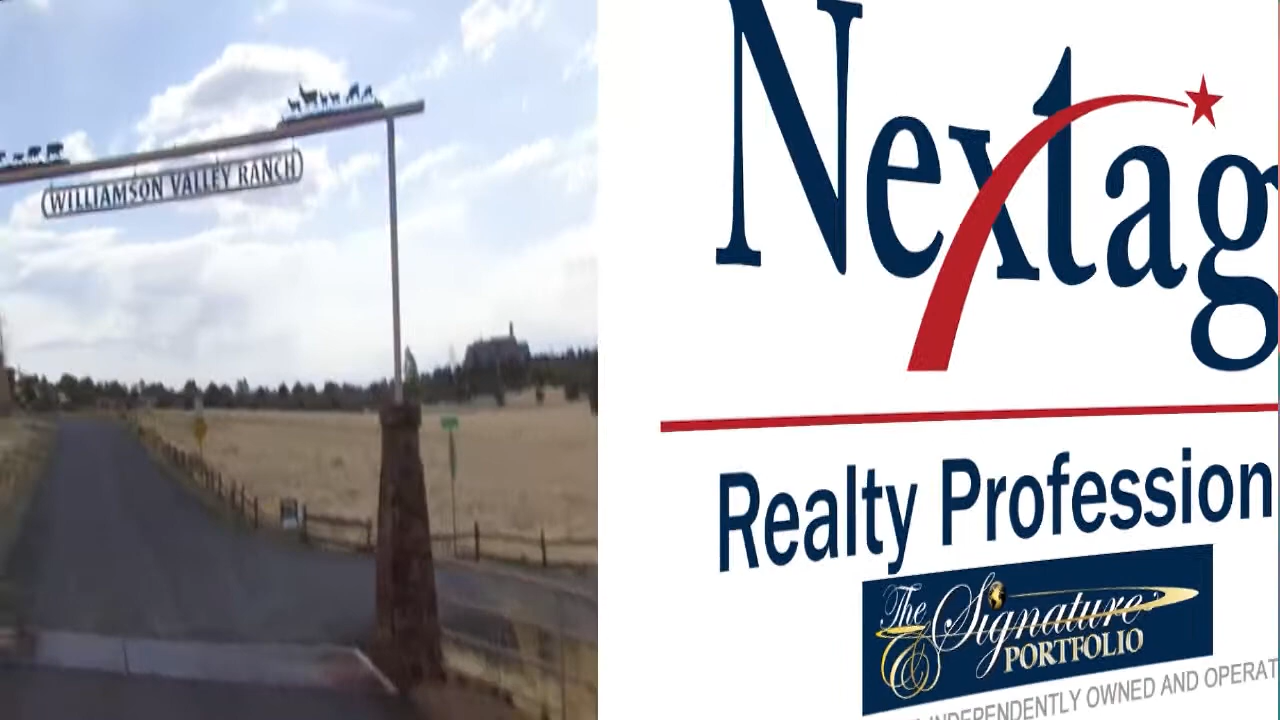 WILLIAMSON VALLEY RANCH
Nextag
Realty Profession
The Signature
PORTFOLIO
INDEPENDENTLY OWNED AND OPERAT